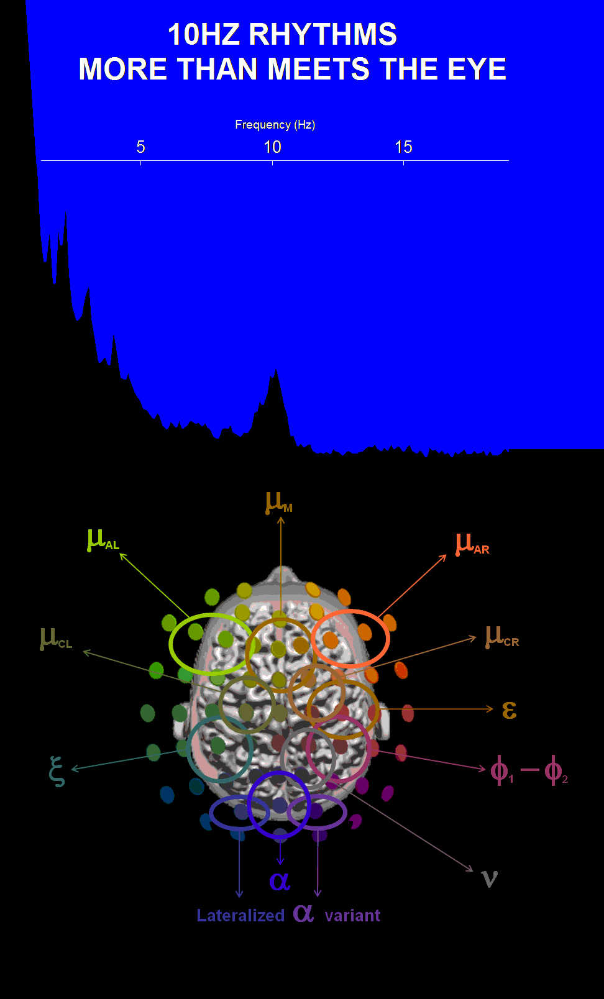 10HZ RHYTHMS
MORE THAN MEETS THE EYE
Frequency (Hz)
5 10 15
μM
μAL
μAR
μCL
μCR
ε
ξ
ϕ1 – ϕ2
ν
α
Lateralized α variant